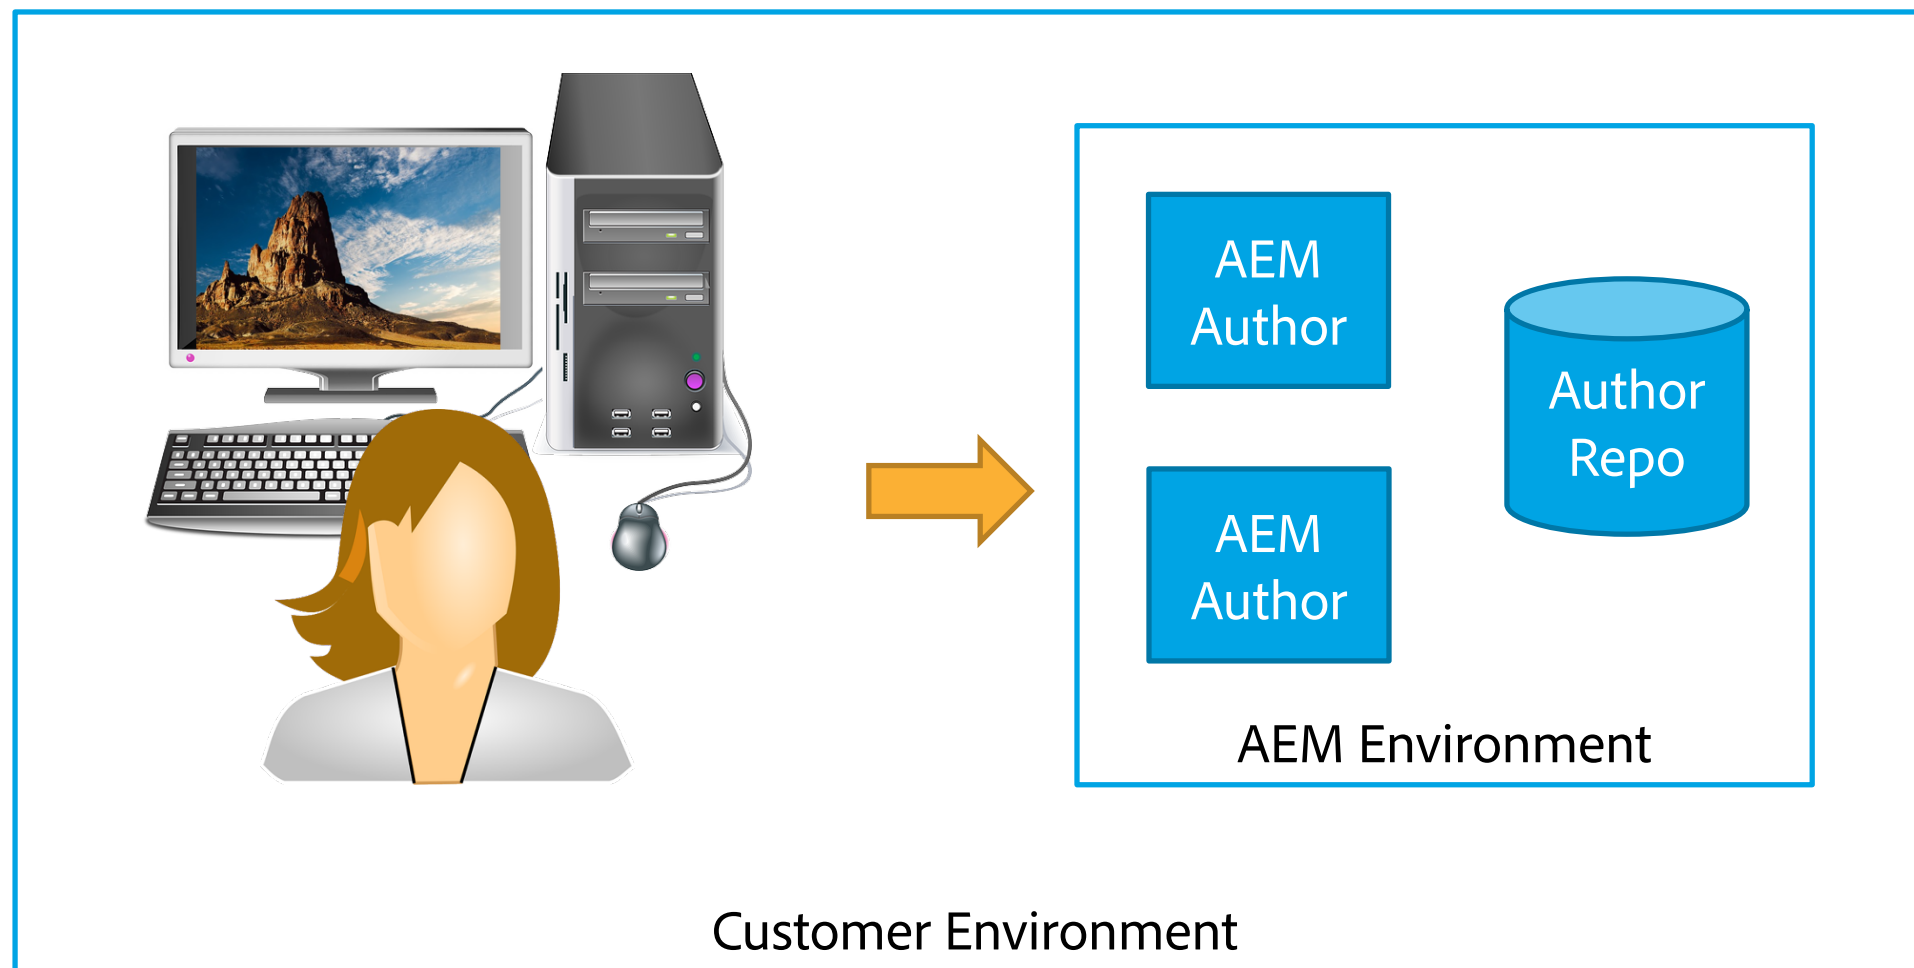 AEM
Author
AEM
Author
Author
Repo
AEM Environment
Customer Environment